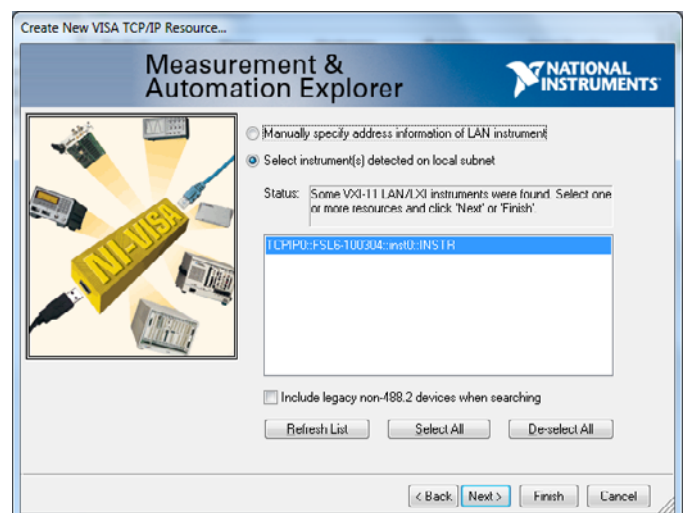 Create New VISA TCP/IP Resource...
Measurement &
Automation Explorer
NATIONAL
INSTRUMENTS
Manually specify address information of LAN instrument
Select instrument(s) detected on local subnet
Status:
Some VXI-11 LAN/LXI instruments were found. Select one
or more resources and click 'Next' or 'Finish'.
TCPIP0::FSL6-100304::inst0::INSTR
NI-VISA
Include legacy non-488.2 devices when searching
Refresh List
Select All
De-select All
< Back
Next >
Finish
Cancel